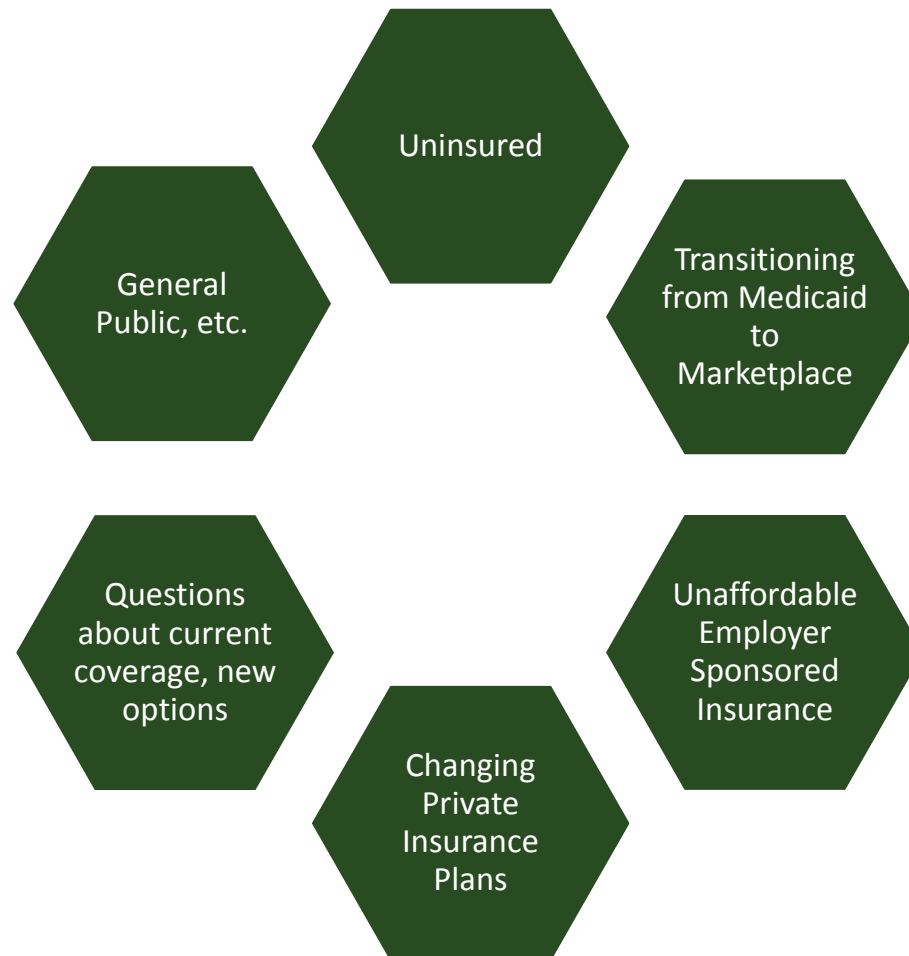 Uninsured
Transitioning
from Medicaid
to
Marketplace
Unaffordable
Employer
Sponsored
Insurance
Changing
Private
Insurance
Plans
Questions
about current
coverage, new
options
General
Public, etc.